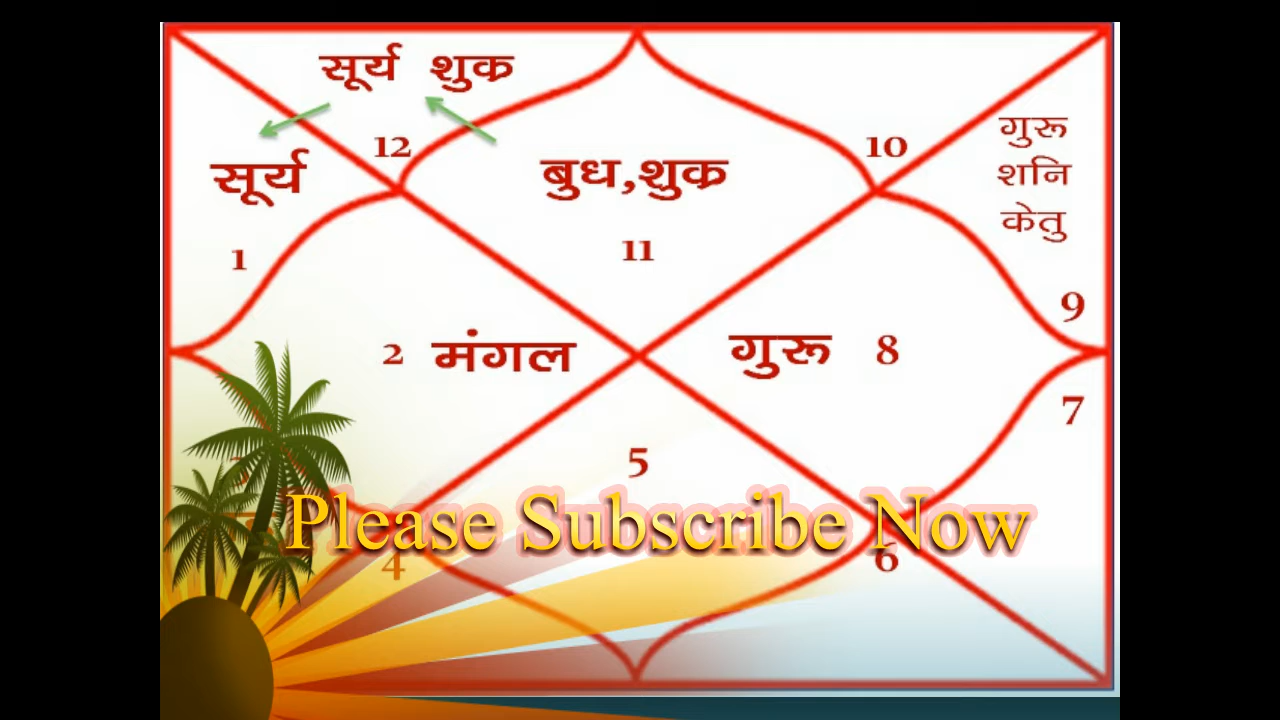 सूर्य शुक्र
12
10
गुरु
शनि
केतु
सूर्य
बुध,शुक्र
1
11
9
2 मंगल
गुरु 8
7
5
Please Subscribe Now
4
6